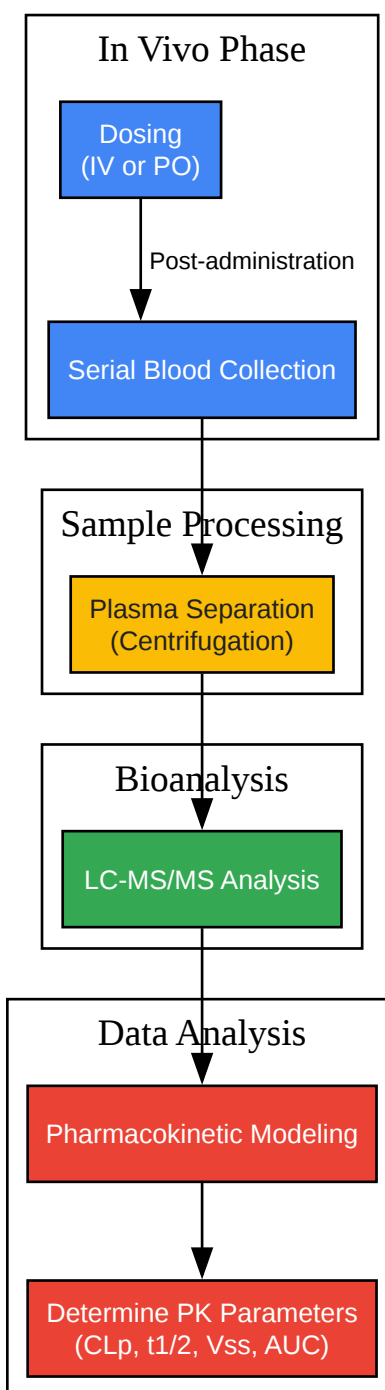 In Vivo Phase
Dosing
(IV or PO)
Post-administration
Serial Blood Collection
Sample Processing
Plasma Separation
(Centrifugation)
Bioanalysis
LC-MS/MS Analysis
Data Analysis
Pharmacokinetic Modeling
Determine PK Parameters
(CLp, t1/2, Vss, AUC)